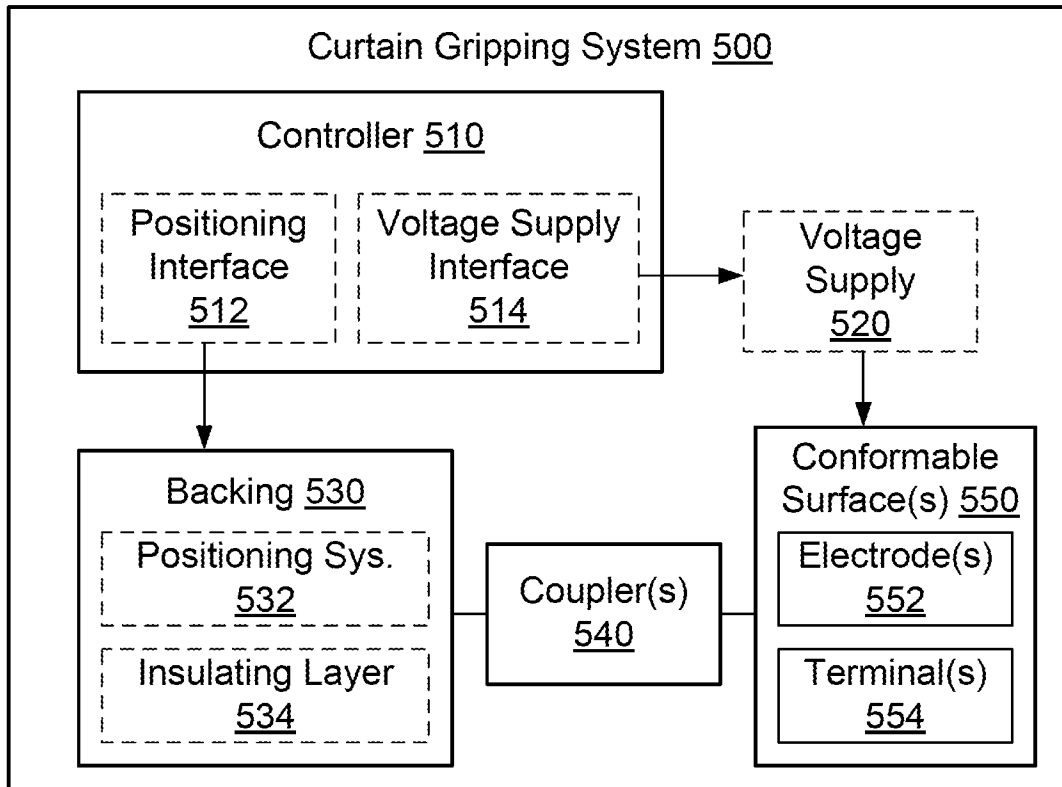 Curtain Gripping System 500
Controller 510
Positioning
Interface
512
Voltage Supply
Interface
514
Voltage
Supply
520
Backing 530
Positioning Sys.
532
Insulating Layer
534
Coupler(s)
540
Conformable
Surface(s) 550
Electrode(s)
552
Terminal(s)
554